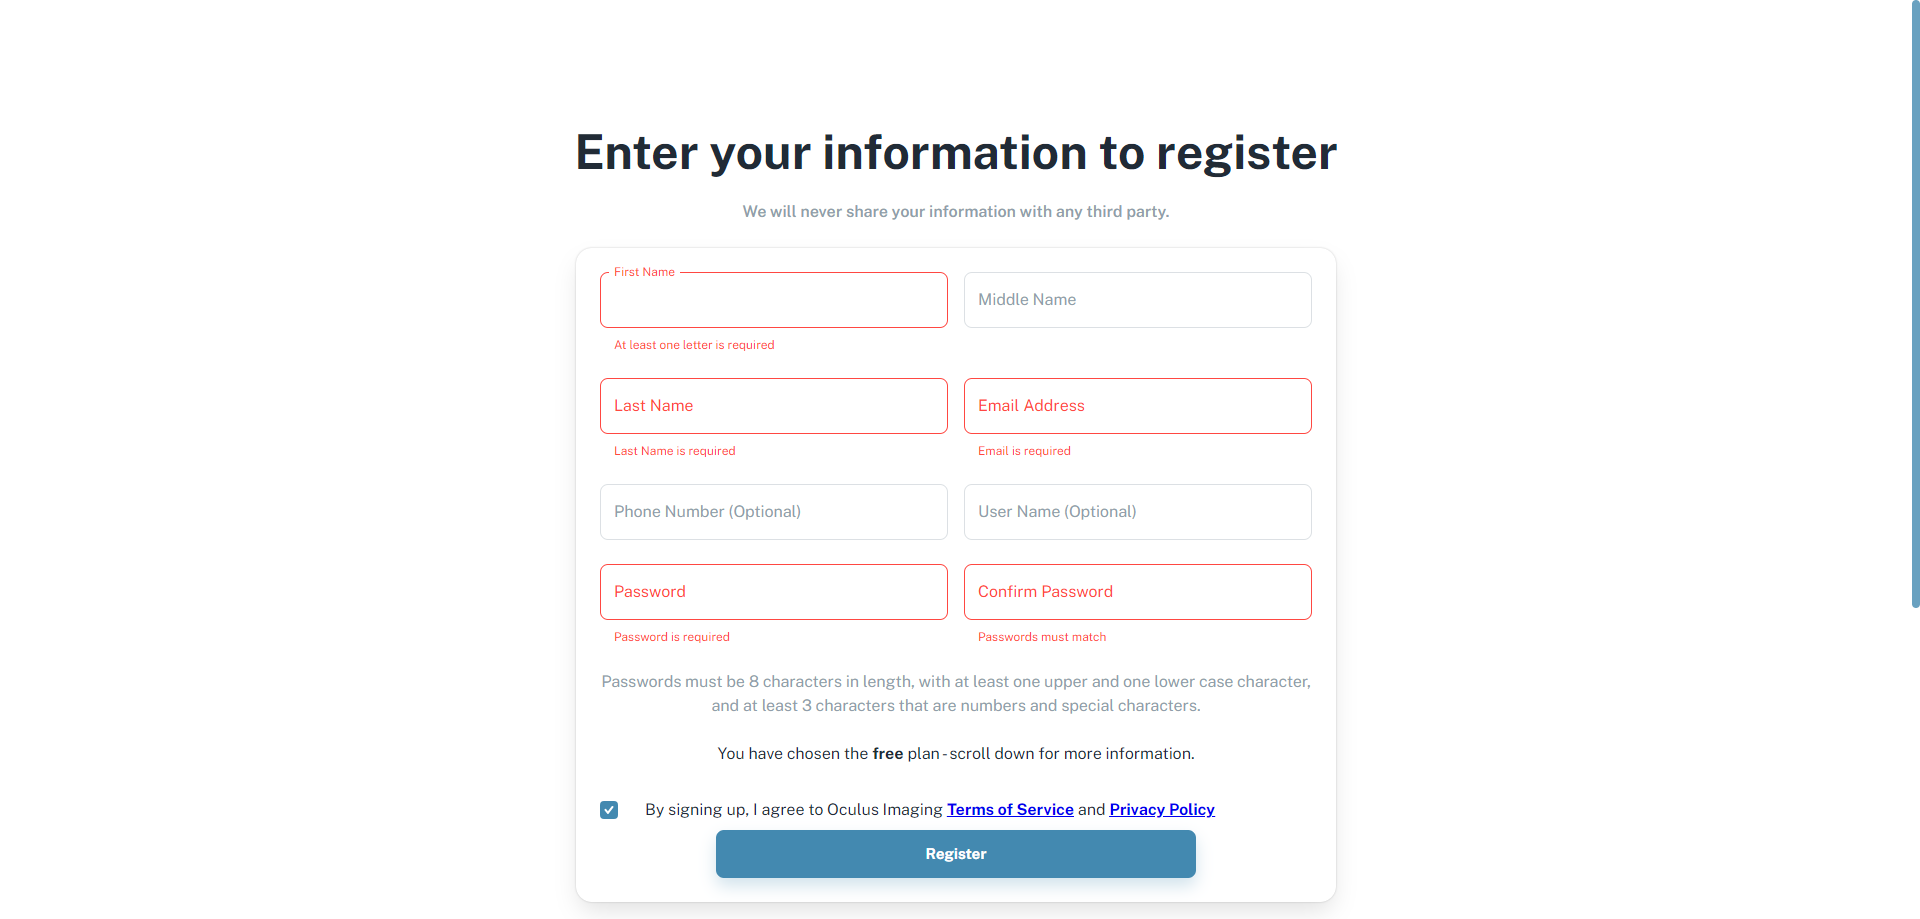 Enter your information to register
We will never share your information with any third party.
First Name
Middle Name
At least one letter is required
Last Name
Email Address
Last Name is required
Email is required
Phone Number (Optional)
User Name (Optional)
Password
Confirm Password
Password is required
Passwords must match
Passwords must be 8 characters in length, with at least one upper and one lower case character,
and at least 3 characters that are numbers and special characters.
You have chosen the free plan - scroll down for more information.
By signing up, I agree to Oculus Imaging Terms of Service and Privacy Policy
Register